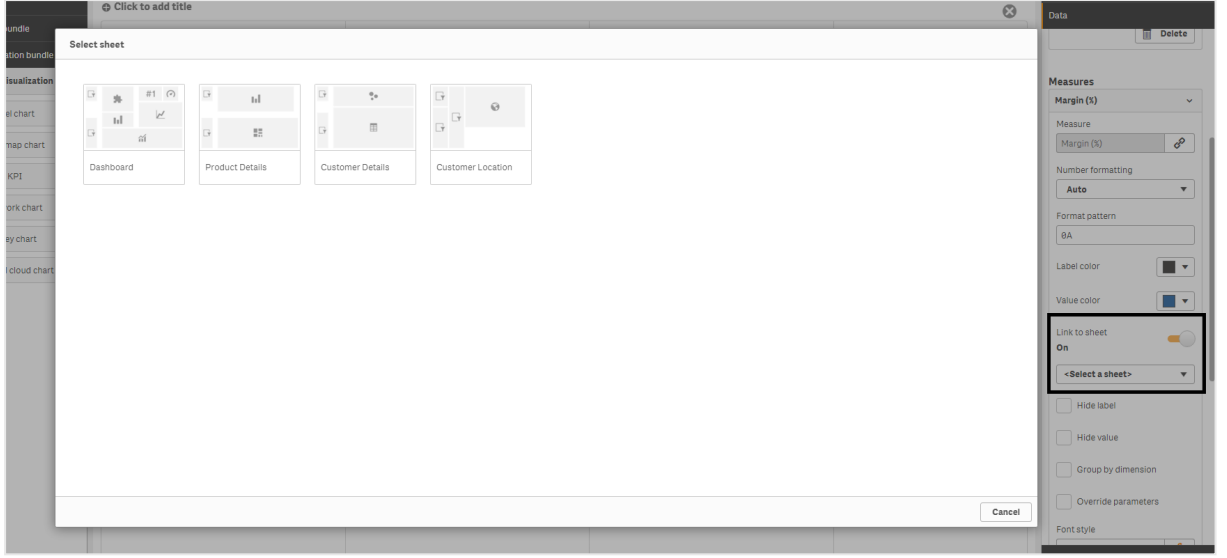 Click to add title
Data
bundle
Delete
Select sheet
ation bundle
isualization
Measures
#1
Margin (%)
el chart
Measure
map chart
Margin (%)
Dashboard
Product Details
Customer Details
Customer Location
KPI
Number formatting
Auto
ork chart
Format pattern
ey chart
0A
l cloud chart
Label color
Value color
Link to sheet
On
<Select a sheet>
Hide label
Hide value
Group by dimension
Override parameters
Cancel
Font style